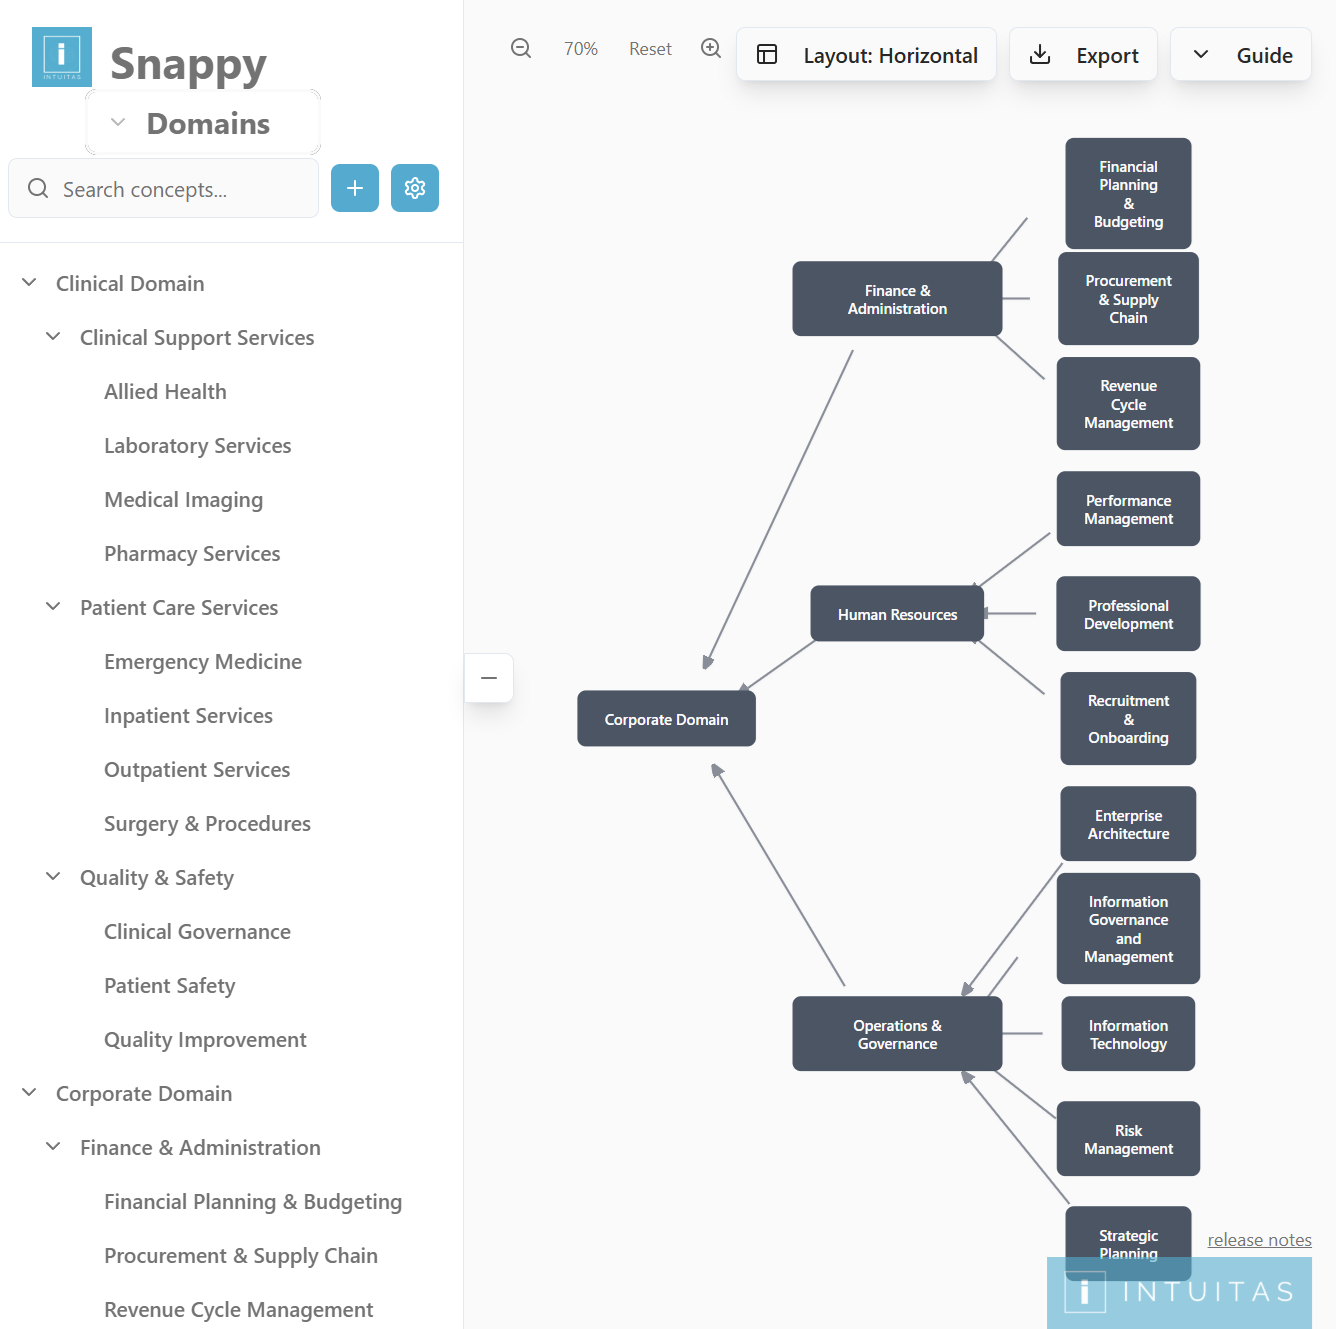 i
INTUITAS
Snappy
Domains
Search concepts...
Clinical Domain
Clinical Support Services
Allied Health
Laboratory Services
Medical Imaging
Pharmacy Services
Patient Care Services
Emergency Medicine
Inpatient Services
Outpatient Services
Surgery & Procedures
Quality & Safety
Clinical Governance
Patient Safety
Quality Improvement
Corporate Domain
Finance & Administration
Financial Planning & Budgeting
Procurement & Supply Chain
Revenue Cycle Management
70%
Reset
Layout: Horizontal
Export
Guide
Financial
Planning
&
Budgeting
Finance &
Administration
Procurement
& Supply
Chain
Revenue
Cycle
Management
Performance
Management
Human Resources
Professional
Development
Corporate Domain
Recruitment
&
Onboarding
Enterprise
Architecture
Information
Governance
and
Management
Operations &
Governance
Information
Technology
Risk
Management
Strategic
Planning
release notes
i INTUITAS